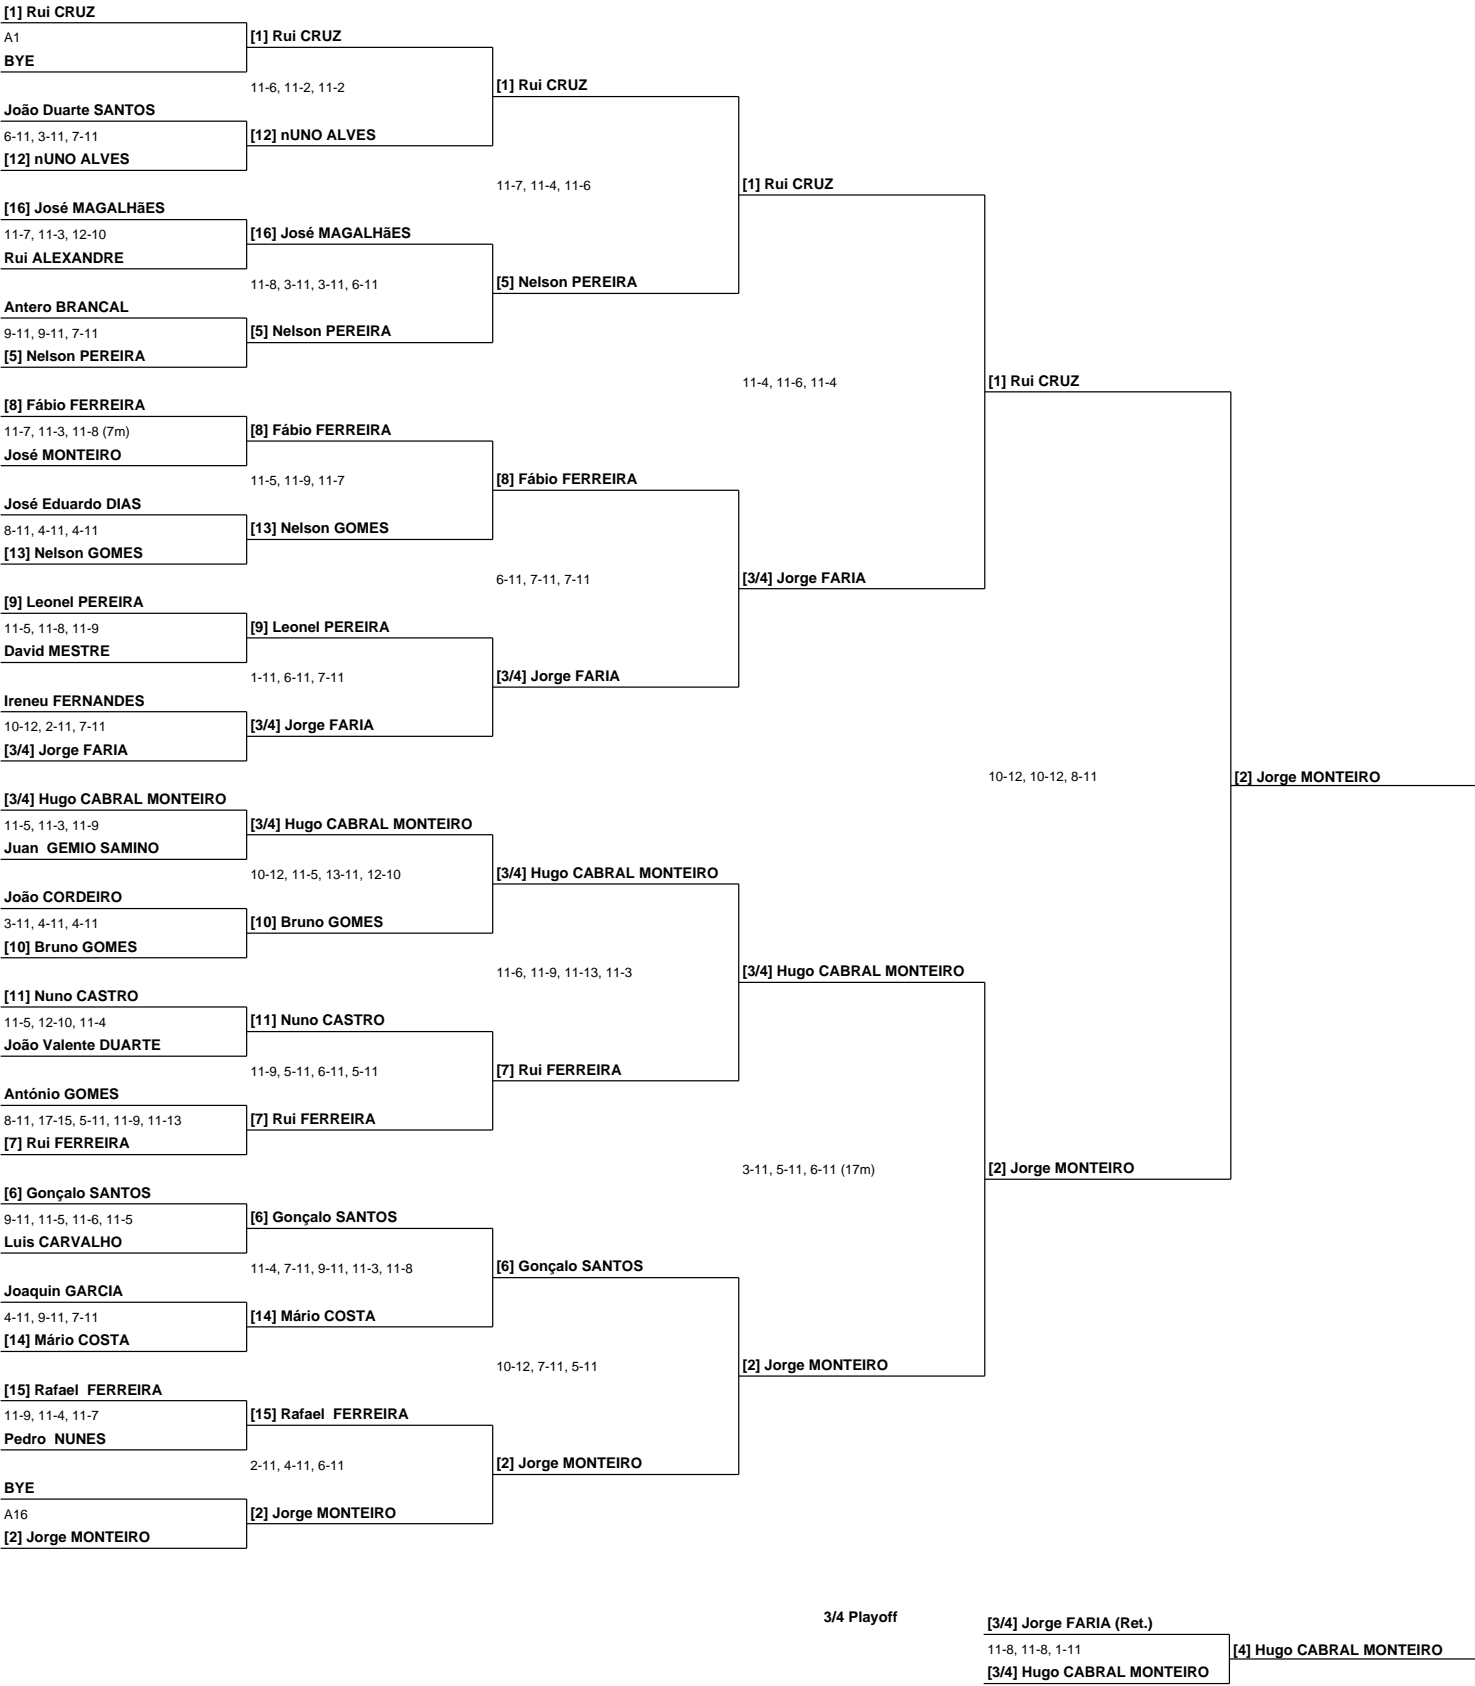 [1] Rui CRUZ
A1
BYE
João Duarte SANTOS
6-11, 3-11, 7-11
[12] nUNO ALVES
[16] José MAGALHãES
11-7, 11-3, 12-10
Rui ALEXANDRE
Antero BRANCAL
9-11, 9-11, 7-11
[5] Nelson PEREIRA
[8] Fábio FERREIRA
11-7, 11-3, 11-8 (7m)
José MONTEIRO
José Eduardo DIAS
8-11, 4-11, 4-11
[13] Nelson GOMES
[9] Leonel PEREIRA
11-5, 11-8, 11-9
David MESTRE
Ireneu FERNANDES
10-12, 2-11, 7-11
[3/4] Jorge FARIA
[3/4] Hugo CABRAL MONTEIRO
11-5, 11-3, 11-9
Juan  GEMIO SAMINO
João CORDEIRO
3-11, 4-11, 4-11
[10] Bruno GOMES
[11] Nuno CASTRO
11-5, 12-10, 11-4
João Valente DUARTE
António GOMES
8-11, 17-15, 5-11, 11-9, 11-13
[7] Rui FERREIRA
[6] Gonçalo SANTOS
9-11, 11-5, 11-6, 11-5
Luis CARVALHO
Joaquin GARCIA
4-11, 9-11, 7-11
[14] Mário COSTA
[15] Rafael  FERREIRA
11-9, 11-4, 11-7
Pedro  NUNES
BYE
A16
[2] Jorge MONTEIRO
[1] Rui CRUZ
11-6, 11-2, 11-2
[12] nUNO ALVES
[16] José MAGALHãES
11-8, 3-11, 3-11, 6-11
[5] Nelson PEREIRA
[8] Fábio FERREIRA
11-5, 11-9, 11-7
[13] Nelson GOMES
[9] Leonel PEREIRA
1-11, 6-11, 7-11
[3/4] Jorge FARIA
[3/4] Hugo CABRAL MONTEIRO
10-12, 11-5, 13-11, 12-10
[10] Bruno GOMES
[11] Nuno CASTRO
11-9, 5-11, 6-11, 5-11
[7] Rui FERREIRA
[6] Gonçalo SANTOS
11-4, 7-11, 9-11, 11-3, 11-8
[14] Mário COSTA
[15] Rafael  FERREIRA
2-11, 4-11, 6-11
[2] Jorge MONTEIRO
[1] Rui CRUZ
11-7, 11-4, 11-6
[5] Nelson PEREIRA
[8] Fábio FERREIRA
6-11, 7-11, 7-11
[3/4] Jorge FARIA
[3/4] Hugo CABRAL MONTEIRO
11-6, 11-9, 11-13, 11-3
[7] Rui FERREIRA
[6] Gonçalo SANTOS
10-12, 7-11, 5-11
[2] Jorge MONTEIRO
[1] Rui CRUZ
11-4, 11-6, 11-4
[3/4] Jorge FARIA
[3/4] Hugo CABRAL MONTEIRO
3-11, 5-11, 6-11 (17m)
[2] Jorge MONTEIRO
[1] Rui CRUZ
10-12, 10-12, 8-11
[2] Jorge MONTEIRO
[2] Jorge MONTEIRO
3/4 Playoff
[3/4] Jorge FARIA (Ret.)
11-8, 11-8, 1-11
[3/4] Hugo CABRAL MONTEIRO
[4] Hugo CABRAL MONTEIRO